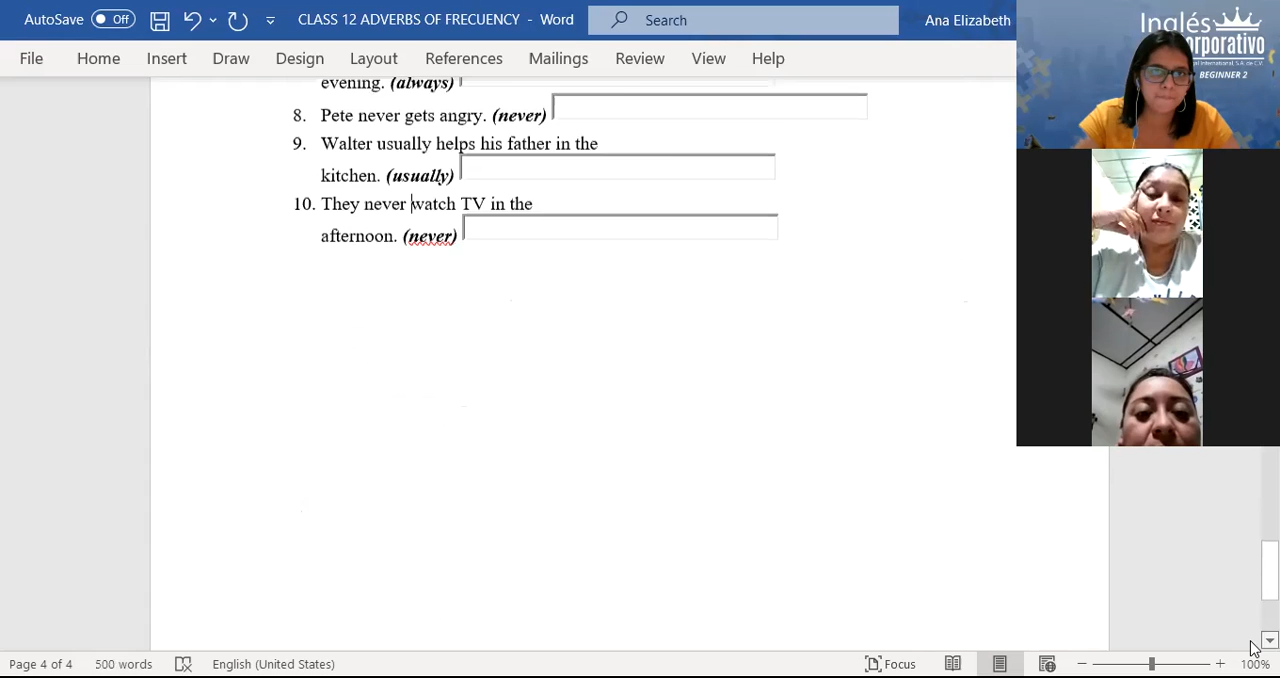 AutoSave Off CLASS 12 ADVERBS OF FRECUENCY - Word Search Ana Elizabeth
File Home Insert Draw Design Layout References Mailings Review View Help
Inglés
orporativo
BEGINNER 2
evening. (always)
8. Pete never gets angry. (never)
9. Walter usually helps his father in the
kitchen. (usually)
10. They never watch TV in the
afternoon. (never)
Page 4 of 4 500 words English (United States) Focus 100%